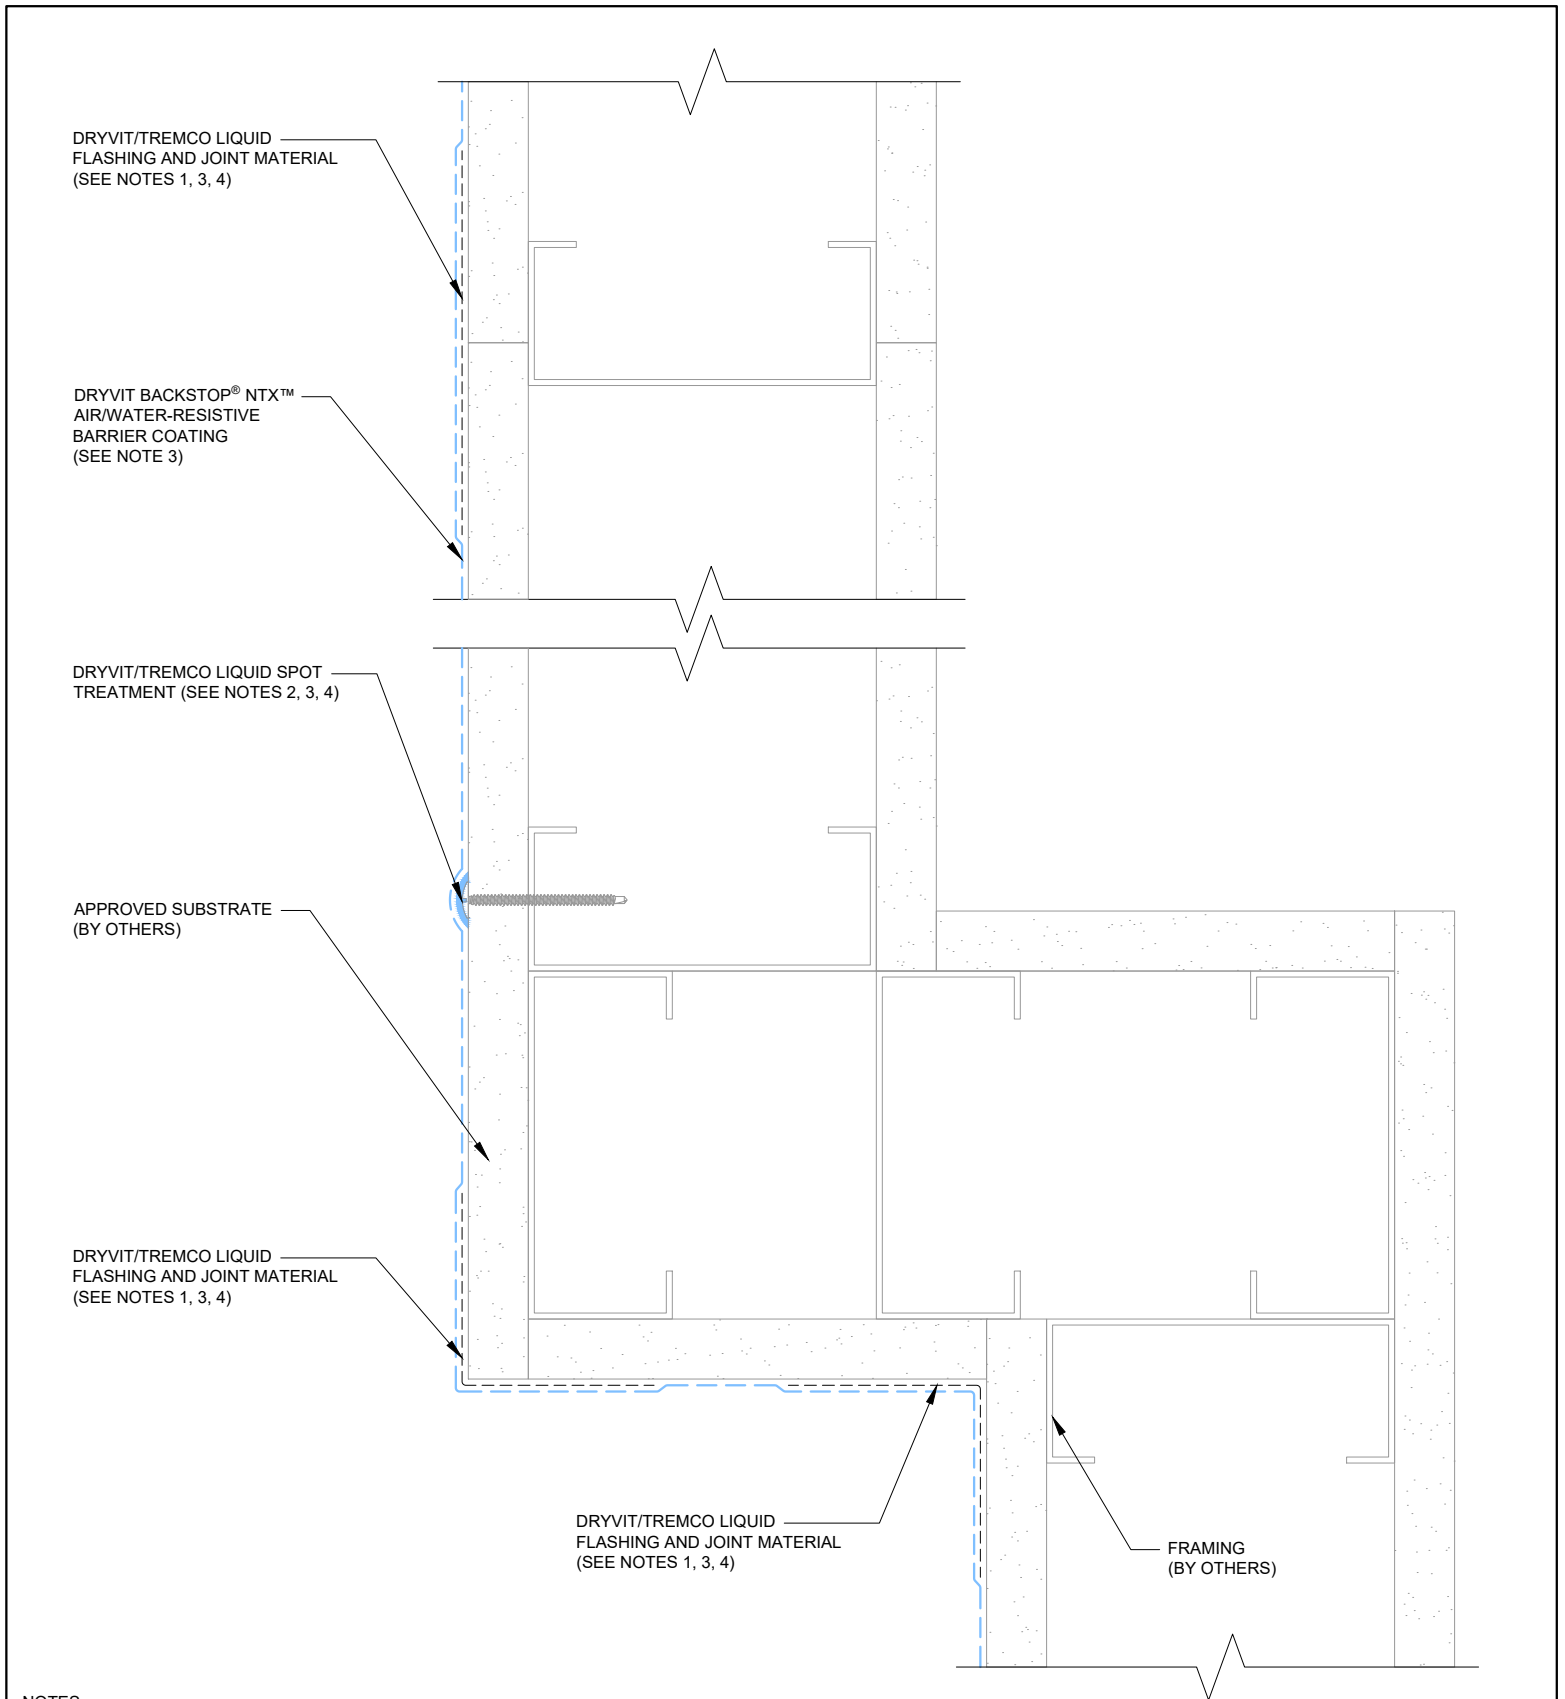 DRYVIT/TREMCO LIQUID
FLASHING AND JOINT MATERIAL
(SEE NOTES 1, 3, 4)
DRYVIT BACKSTOP® NTX™
AIR/WATER-RESISTIVE
BARRIER COATING
(SEE NOTE 3)
DRYVIT/TREMCO LIQUID SPOT
TREATMENT (SEE NOTES 2, 3, 4)
APPROVED SUBSTRATE
(BY OTHERS)
DRYVIT/TREMCO LIQUID
FLASHING AND JOINT MATERIAL
(SEE NOTES 1, 3, 4)
DRYVIT/TREMCO LIQUID
FLASHING AND JOINT MATERIAL
(SEE NOTES 1, 3, 4)
FRAMING
(BY OTHERS)
NOTES